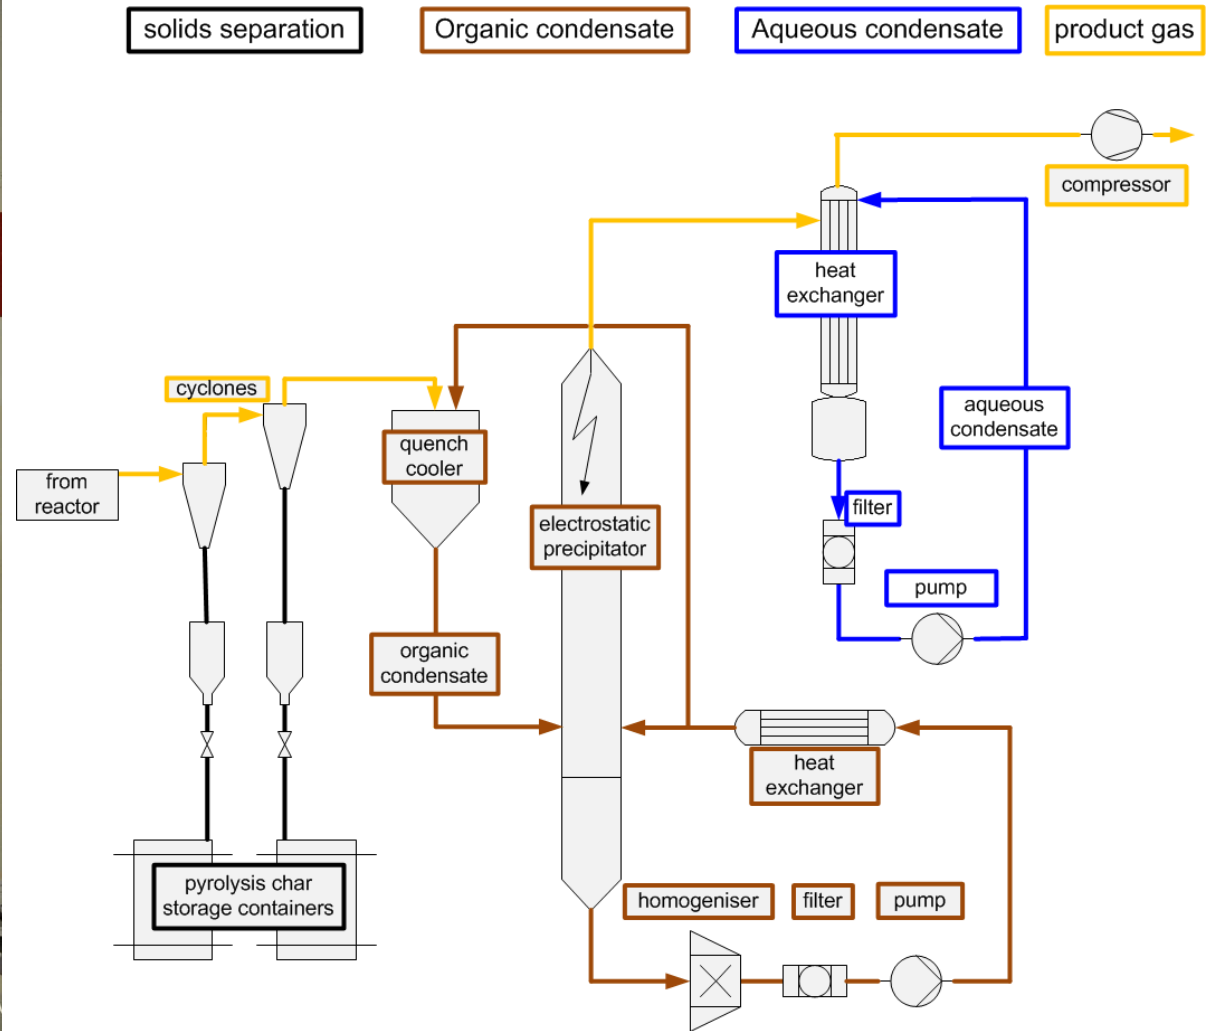 solids separation
Organic condensate
Aqueous condensate
product gas
compressor
heat
exchanger
cyclones
aqueous
condensate
quench
cooler
from
reactor
filter
electrostatic
precipitator
pump
organic
condensate
heat
exchanger
pyrolysis char
storage containers
homogeniser
filter
pump